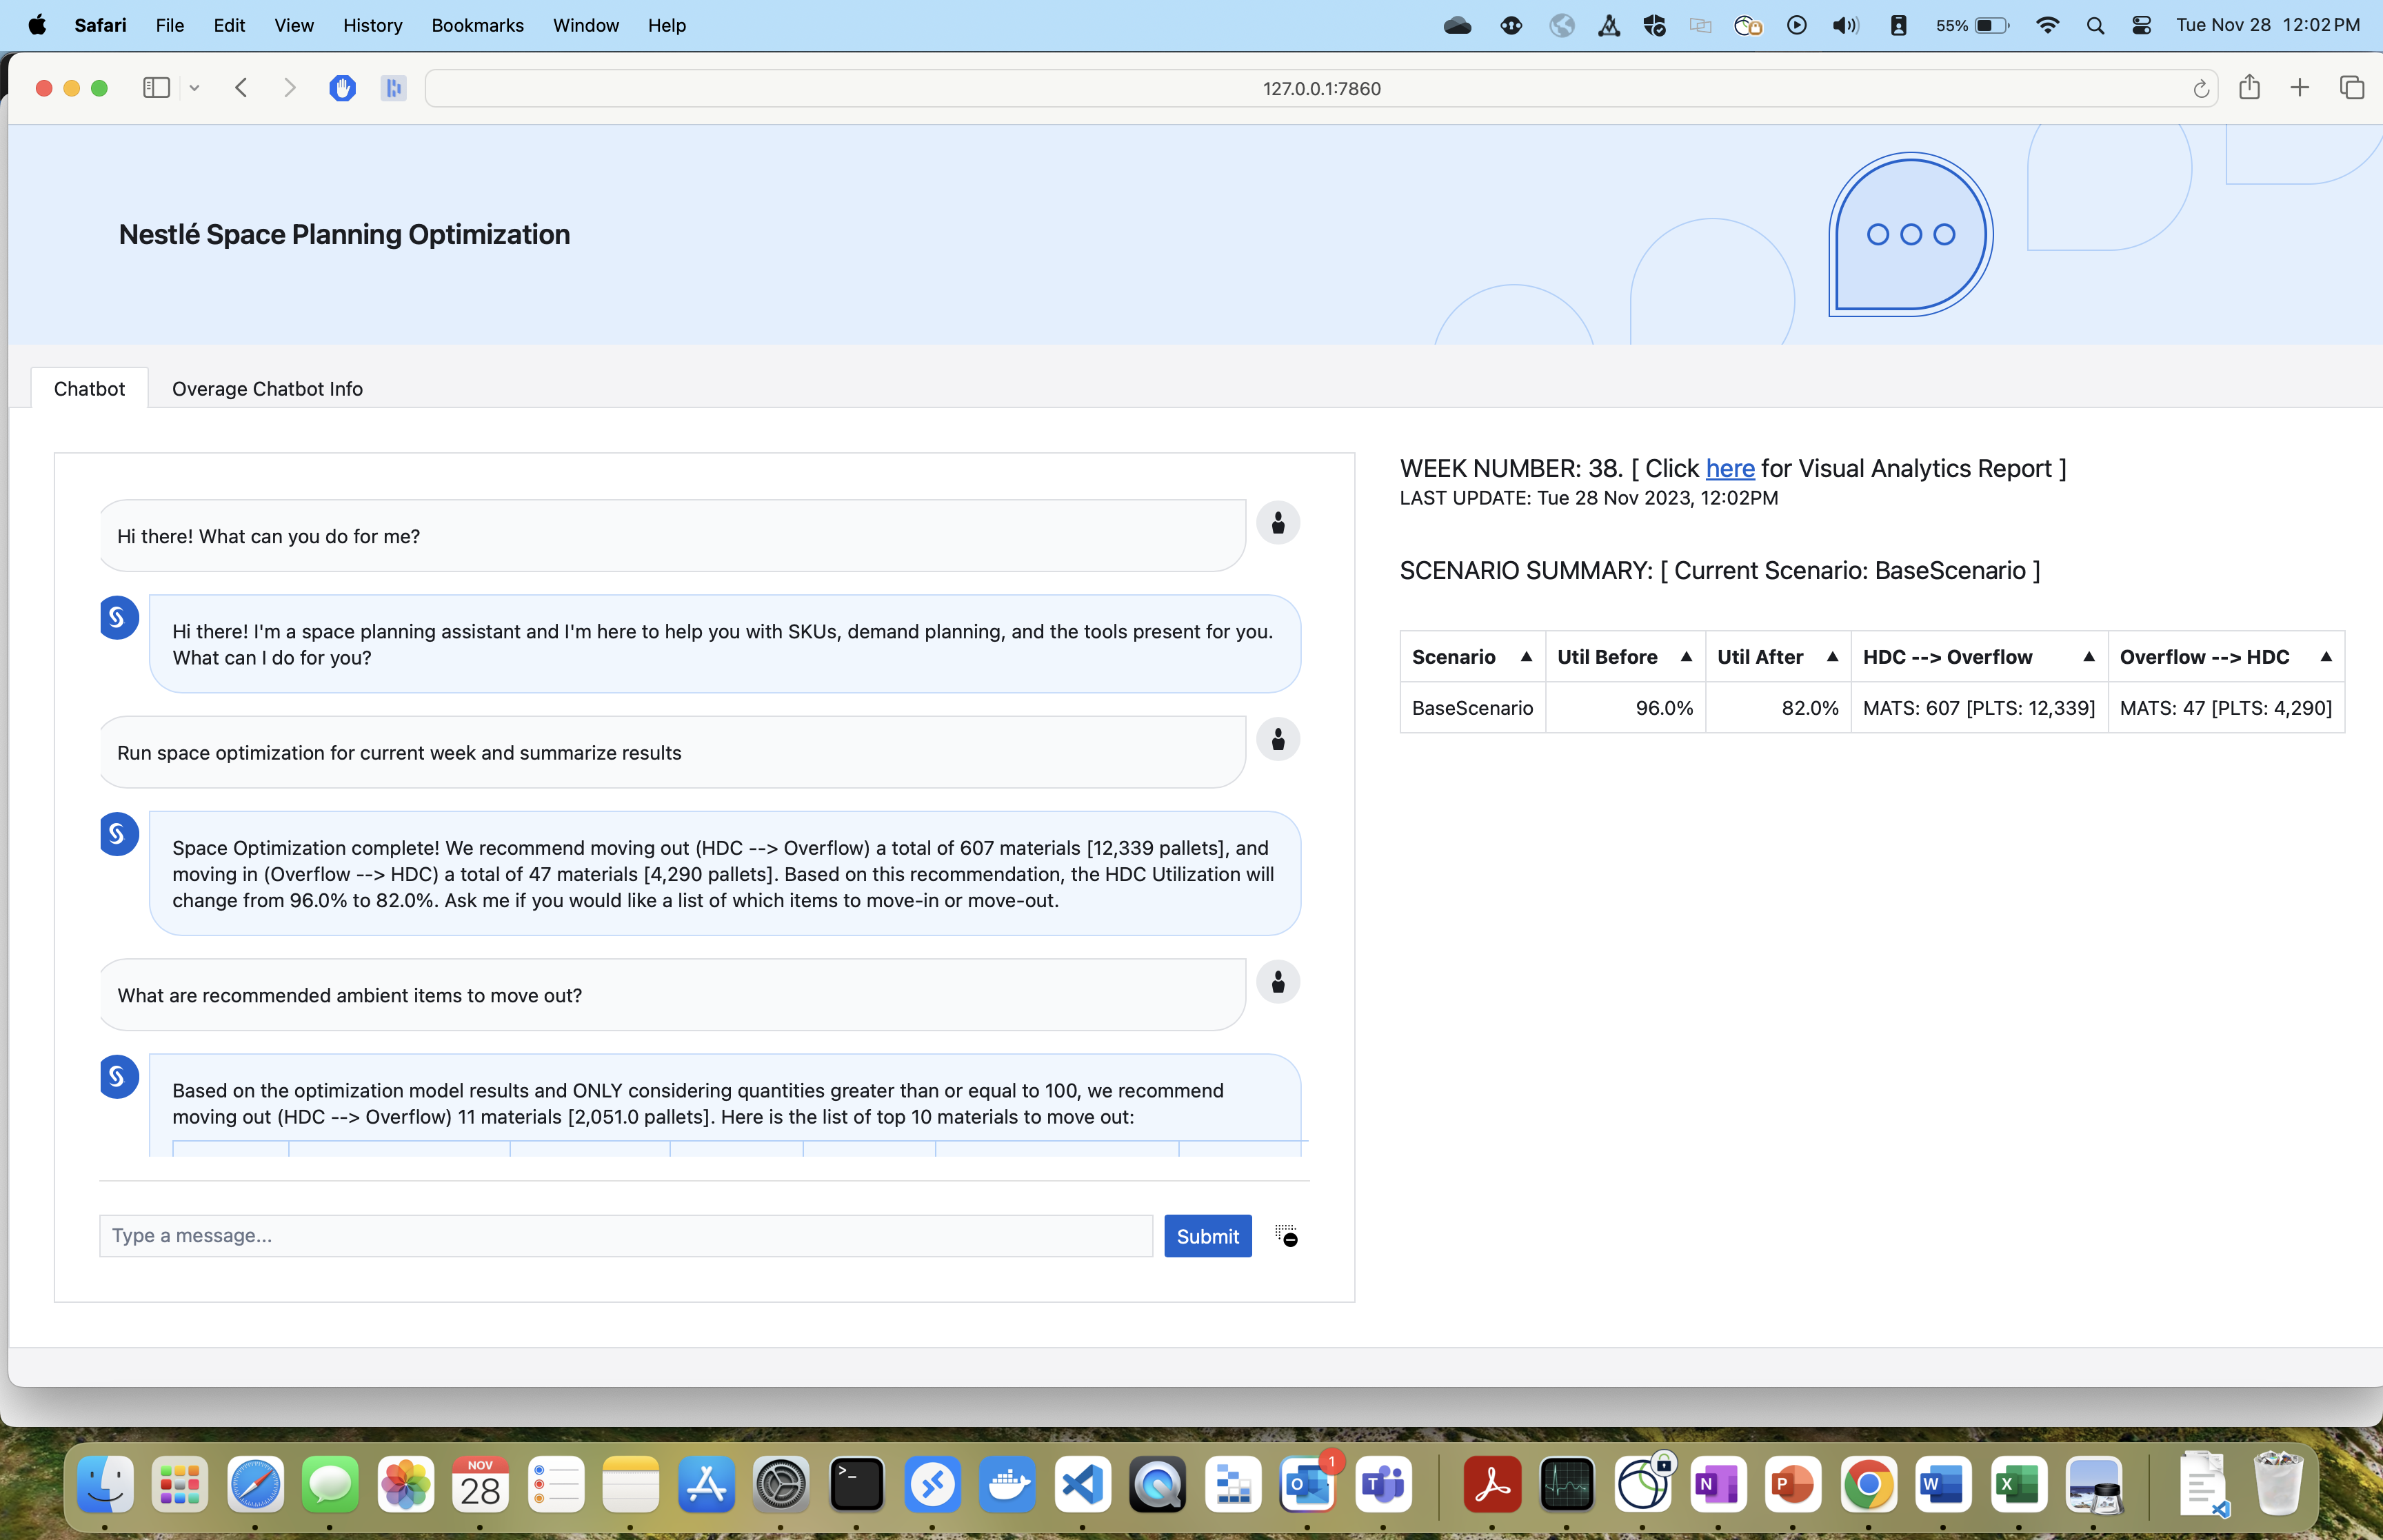 Safari File Edit View History Bookmarks Window Help 55% Tue Nov 28 12:02 PM
127.0.0.1:7860
Nestlé Space Planning Optimization
Chatbot Overage Chatbot Info
Hi there! What can you do for me?
Hi there! I'm a space planning assistant and I'm here to help you with SKUs, demand planning, and the tools present for you.
What can I do for you?
Run space optimization for current week and summarize results
Space Optimization complete! We recommend moving out (HDC --> Overflow) a total of 607 materials [12,339 pallets], and
moving in (Overflow --> HDC) a total of 47 materials [4,290 pallets]. Based on this recommendation, the HDC Utilization will
change from 96.0% to 82.0%. Ask me if you would like a list of which items to move-in or move-out.
What are recommended ambient items to move out?
Based on the optimization model results and ONLY considering quantities greater than or equal to 100, we recommend
moving out (HDC --> Overflow) 11 materials [2,051.0 pallets]. Here is the list of top 10 materials to move out:
Type a message...
Submit
WEEK NUMBER: 38. [ Click here for Visual Analytics Report ]
LAST UPDATE: Tue 28 Nov 2023, 12:02PM
SCENARIO SUMMARY: [ Current Scenario: BaseScenario ]
Scenario ▲ Util Before ▲ Util After ▲ HDC --> Overflow ▲ Overflow --> HDC ▲
BaseScenario 96.0% 82.0% MATS: 607 [PLTS: 12,339] MATS: 47 [PLTS: 4,290]
NOV
28
>_
O
1
T
N
P
W
X